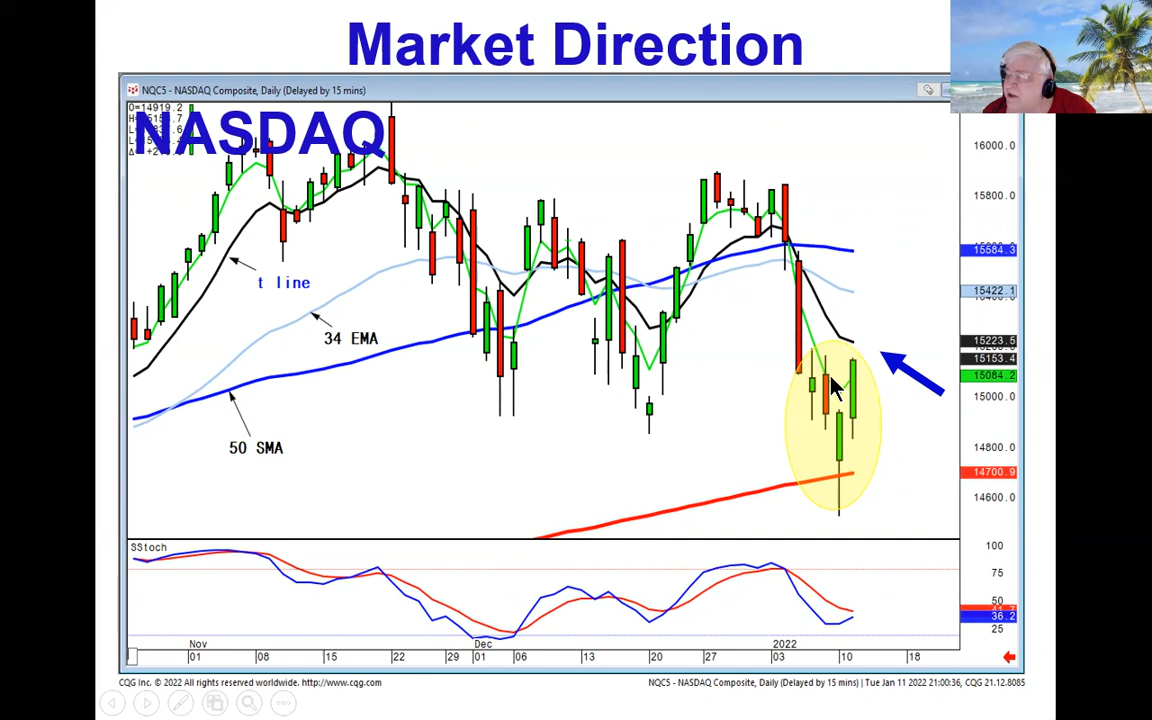 Market Direction
NQC5 - NASDAQ Composite, Daily (Delayed by 15 mins)
O=14919.2
NASDAQ
16000.0
15800.0
15584.3
15422.1
15223.5
15153.4
15084.2
15000.0
14800.0
14700.9
14600.0
t line
34 EMA
50 SMA
SStoch
100
75
50
36.2
25
Nov
Dec
2022
01
08
15
22
29
01
06
13
20
27
03
10
18
CQG Inc. © 2022 All rights reserved worldwide. http://www.cqg.com
NQC5 - NASDAQ Composite, Daily (Delayed by 15 mins) | Tue Jan 11 2022 21:00:36, CQG 21.12.8085